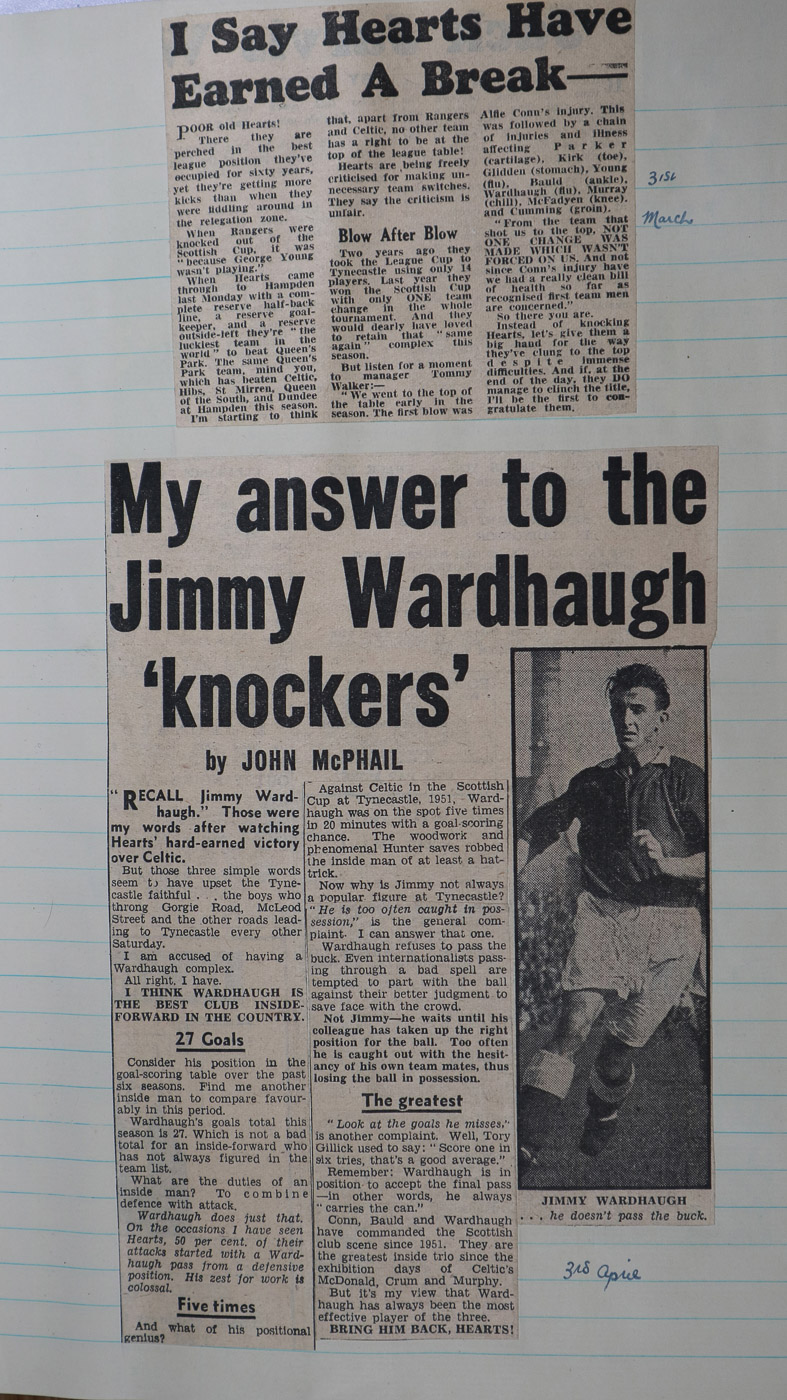 I Say Hearts Have
Earned A Break—
POOR old Hearts!
There they are
perched in the best
league position they've
occupied for sixty years,
yet they're getting more
kicks than when they
were fiddling around in
the relegation zone.
When Rangers were
knocked out of the
Scottish Cup, it was
"because George Young
wasn't playing."
When Hearts came
through to Hampden
last Monday with a com-
plete reserve half-back
line, a reserve goal-
keeper, and a reserve
outside-left they're "the
luckiest team in the
world" to beat Queen's
Park. The same Queen's
Park team, mind you,
which has beaten Celtic,
Hibs, St Mirren, Queen
of the South, and Dundee
at Hampden this season.
I'm starting to think
that, apart from Rangers
and Celtic, no other team
has a right to be at the
top of the league table!
Hearts are being freely
criticised for making un-
necessary team switches.
They say the criticism is
unfair.
Blow After Blow
Two years ago they
took the League Cup to
Tynecastle using only 14
players. Last year they
won the Scottish Cup
with only ONE team
change in the whole
tournament. And they
would dearly have loved
to retain that "same
again" complex this
season.
But listen for a moment
to manager Tommy
Walker:—
"We went to the top of
the table early in the
season. The first blow was
Alfie Conn's injury. This
was followed by a chain
of injuries and illness
affecting Parker
(cartilage), Kirk (toe),
Glidden (stomach), Young
(flu), Bauld (ankle),
Wardhaugh (flu), Murray
(chill), McFadyen (knee),
and Cumming (groin).
"From the team that
shot us to the top, NOT
ONE CHANGE WAS
MADE WHICH WASN'T
FORCED ON US. And not
since Conn's injury have
we had a really clean bill
of health so far as
recognised first team men
are concerned."
So there you are.
Instead of knocking
Hearts, let's give them a
big hand for the way
they've clung to the top
despite immense
difficulties. And if, at the
end of the day, they DO
manage to clinch the title,
I'll be the first to con-
gratulate them.
31st
March
My answer to the
Jimmy Wardhaugh
'knockers'
by JOHN McPHAIL
"RECALL Jimmy Ward-
haugh." Those were
my words after watching
Hearts' hard-earned victory
over Celtic.
But those three simple words
seem to have upset the Tyne-
castle faithful . . . the boys who
throng Gorgie Road, McLeod
Street and the other roads lead-
ing to Tynecastle every other
Saturday.
I am accused of having a
Wardhaugh complex.
All right, I have.
I THINK WARDHAUGH IS
THE BEST CLUB INSIDE-
FORWARD IN THE COUNTRY.
27 Goals
Consider his position in the
goal-scoring table over the past
six seasons. Find me another
inside man to compare favour-
ably in this period.
Wardhaugh's goals total this
season is 27. Which is not a bad
total for an inside-forward who
has not always figured in the
team list.
What are the duties of an
inside man? To combine
defence with attack.
Wardhaugh does just that.
On the occasions I have seen
Hearts, 50 per cent. of their
attacks started with a Ward-
haugh pass from a defensive
position. His zest for work is
colossal.
Five times
And what of his positional
genius?
Against Celtic in the Scottish
Cup at Tynecastle, 1951, Ward-
haugh was on the spot five times
in 20 minutes with a goal-scoring
chance. The woodwork and
phenomenal Hunter saves robbed
the inside man of at least a hat-
trick.
Now why is Jimmy not always
a popular figure at Tynecastle?
"He is too often caught in pos-
session," is the general com-
plaint. I can answer that one.
Wardhaugh refuses to pass the
buck. Even internationalists pass-
ing through a bad spell are
tempted to part with the ball
against their better judgment to
save face with the crowd.
Not Jimmy—he waits until his
colleague has taken up the right
position for the ball. Too often
he is caught out with the hesit-
ancy of his own team mates, thus
losing the ball in possession.
The greatest
"Look at the goals he misses,"
is another complaint. Well, Tory
Gillick used to say: "Score one in
six tries, that's a good average."
Remember: Wardhaugh is in
position to accept the final pass
—in other words, he always
"carries the can."
Conn, Bauld and Wardhaugh
have commanded the Scottish
club scene since 1951. They are
the greatest inside trio since the
exhibition days of Celtic's
McDonald, Crum and Murphy.
But it's my view that Ward-
haugh has always been the most
effective player of the three.
BRING HIM BACK, HEARTS!
JIMMY WARDHAUGH
. . . he doesn't pass the buck.
3rd April